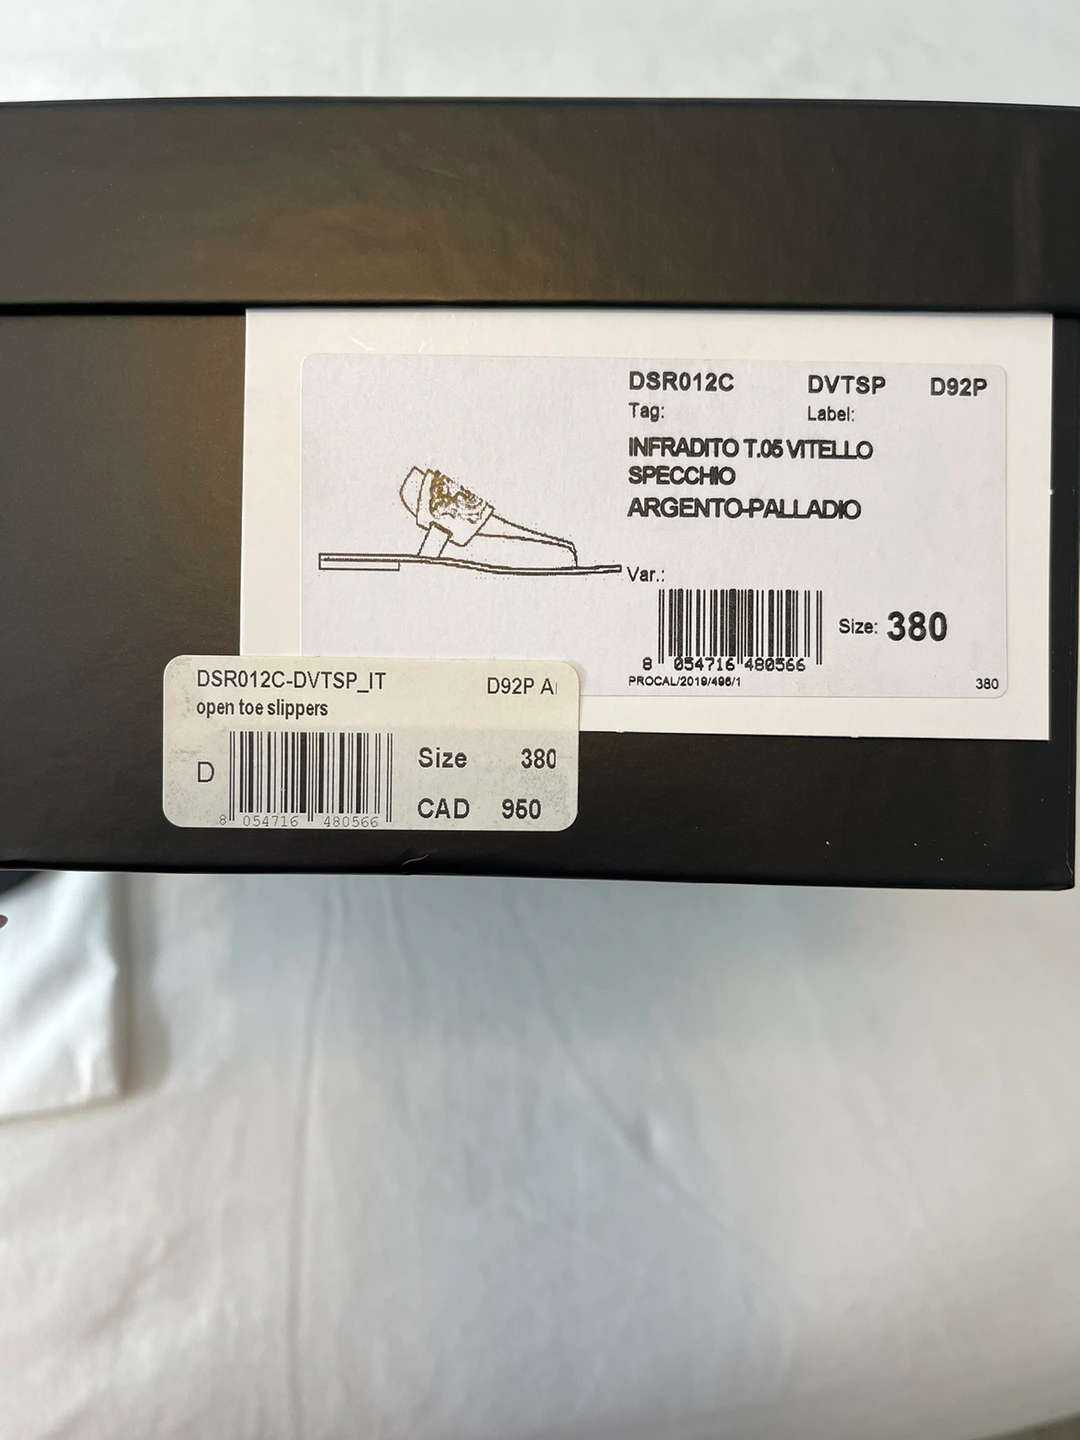 DSR012C DVTSP D92P
Tag: Label:
INFRADITO T.05 VITELLO
SPECCHIO
ARGENTO-PALLADIO
Var.:
Size: 380
8 054716 480566
PROCAL/2019/496/1
380
DSR012C-DVTSP_IT D92P A
open toe slippers
D
Size 380
CAD 950
8 054716 480566